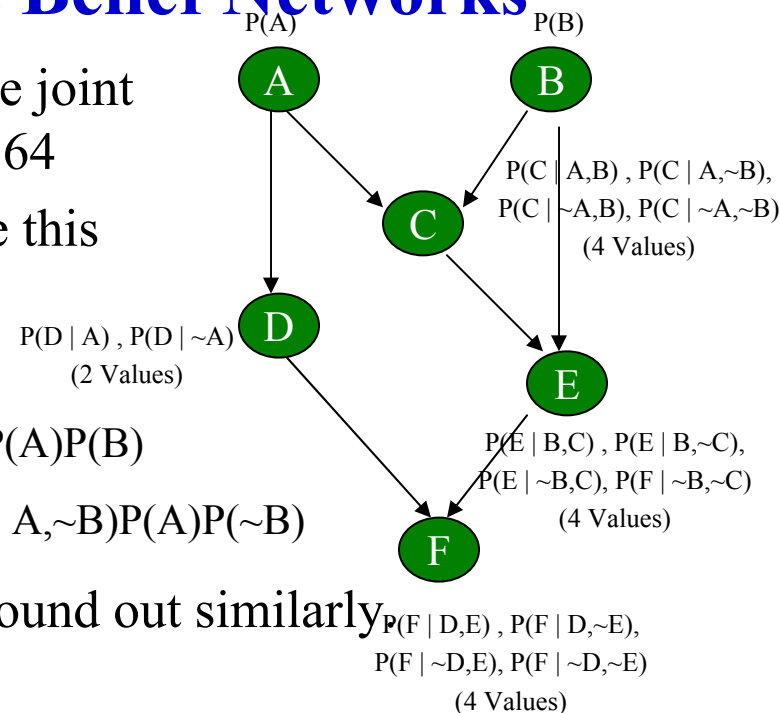 Belief Networks
P(A)
P(B)
A
B
e joint
64
P(C | A,B) , P(C | A,~B),
P(C | ~A,B), P(C | ~A,~B)
(4 Values)
e this
C
D
P(D | A) , P(D | ~A)
(2 Values)
E
P(A)P(B)
P(E | B,C) , P(E | B,~C),
P(E | ~B,C), P(F | ~B,~C)
(4 Values)
A,~B)P(A)P(~B)
F
ound out similarly.
P(F | D,E) , P(F | D,~E),
P(F | ~D,E), P(F | ~D,~E)
(4 Values)